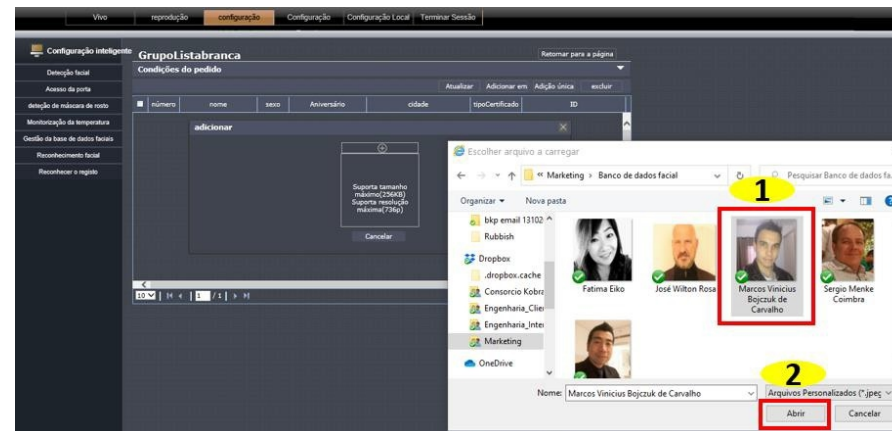 Vivo reprodução configuração Configuração Configuração Local Terminar Sessão
Configuração inteligente
Detecção facial
Acesso da porta
deteção de máscara de rosto
Monitorização da temperatura
Gestão da base de dados faciais
Reconhecimento facial
Reconhecer o registo
GrupoListabranca
Retornar para a página
Condições do pedido
Atualizar Adicionar em Adição única excluir
número nome sexo Aniversário cidade tipoCertificado ID
adicionar
Suporta tamanho
máximo(256KB)
Suporta resolução
máxima(736p)
Cancelar
10 1 /1
Escolher arquivo a carregar
« Marketing › Banco de dados facial
Pesquisar Banco de dados fa
Organizar Nova pasta
1
bkp email 13102
Rubbish
Dropbox
.dropbox.cache
Consorcio Kobra
Engenharia_Clie
Engenharia_Inte
Marketing
OneDrive
Fatima Eiko
José Wilton Rosa
Marcos Vinicius
Bojczuk de
Carvalho
Sergio Menke
Coimbra
2
Nome: Marcos Vinicius Bojczuk de Carvalho
Arquivos Personalizados (*.jpeg
Abrir Cancelar